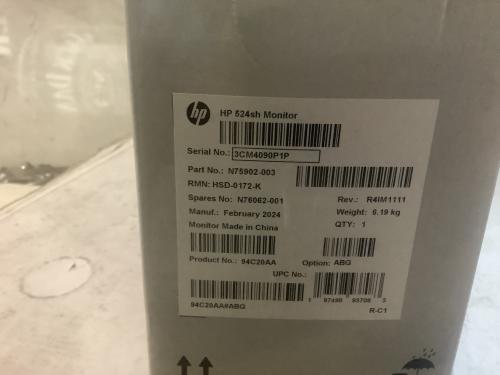 hp
HP 524sh Monitor
Serial No.: 3CM4090P1P
Part No.: N75902-003
RMN: HSD-0172-K
Spares No: N76062-001 Rev.: R4IM1111
Manuf.: February 2024 Weight: 6.19 kg
Monitor Made in China QTY: 1
Product No.: 94C20AA Option: ABG
UPC No.:
94C20AA#ABG
R-C1